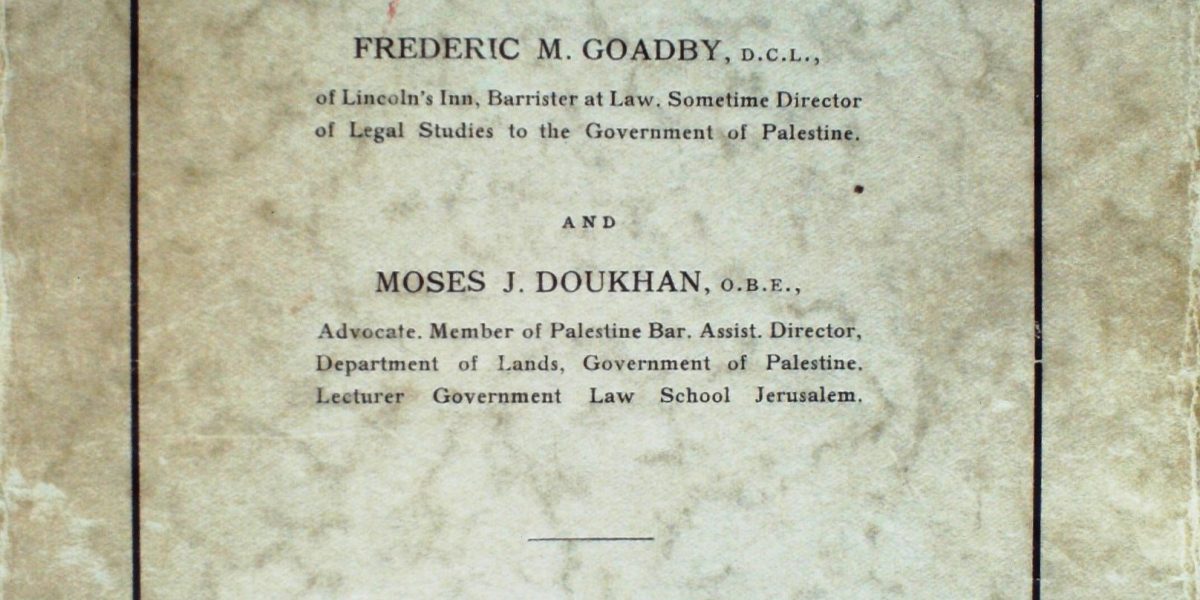 FREDERIC M. GOADBY, D.C.L.,
of Lincoln's Inn, Barrister at Law. Sometime Director
of Legal Studies to the Government of Palestine.
AND
MOSES J. DOUKHAN, O.B.E.,
Advocate. Member of Palestine Bar. Assist. Director,
Department of Lands, Government of Palestine.
Lecturer Government Law School Jerusalem.